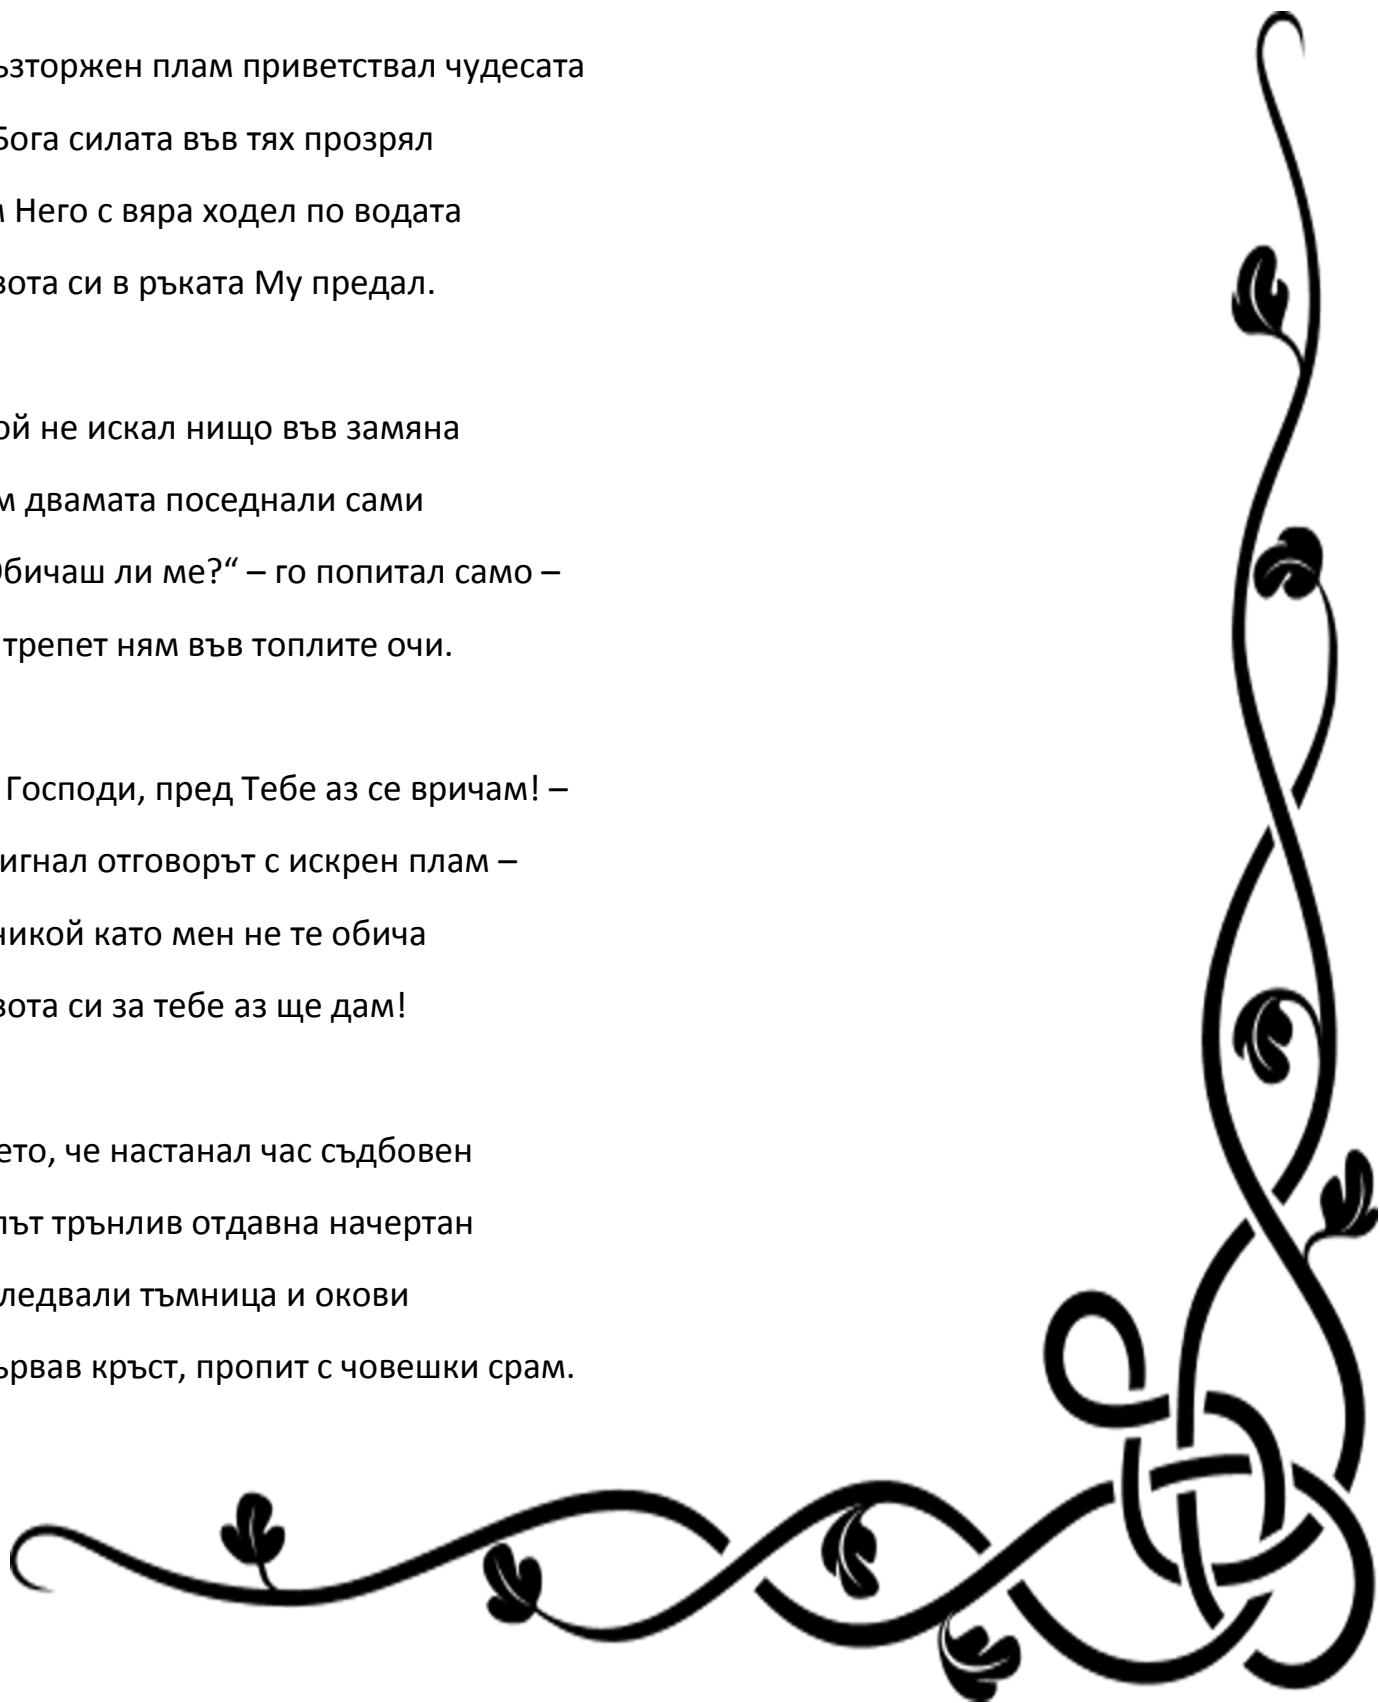 ъзторжен плам приветствал чудесата
Бога силата във тях прозрял
Него с вяра ходел по водата
вота си в ръката Му предал.
ой не искал нищо във замяна
м двамата поседнали сами
бичаш ли ме?“ – го попитал само –
трепет ням във топлите очи.
Господи, пред Тебе аз се вричам! –
игнал отговорът с искрен плам –
никой като мен не те обича
вота си за тебе аз ще дам!
ето, че настанал час съдбовен
път трънлив отдавна начертан
ледвали тъмница и окови
ървав кръст, пропит с човешки срам.